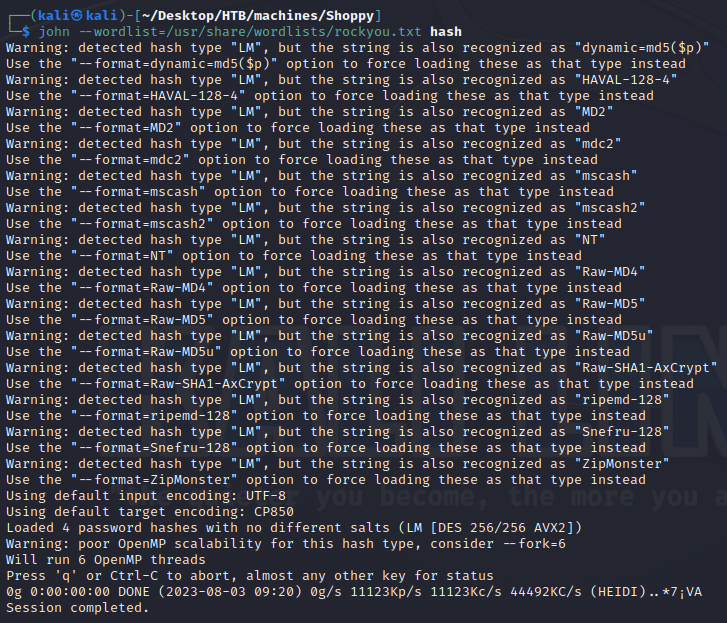 ┌──(kali㉿kali)-[~/Desktop/HTB/machines/Shoppy]
└─$ john --wordlist=/usr/share/wordlists/rockyou.txt hash
Warning: detected hash type "LM", but the string is also recognized as "dynamic=md5($p)"
Use the "--format=dynamic=md5($p)" option to force loading these as that type instead
Warning: detected hash type "LM", but the string is also recognized as "HAVAL-128-4"
Use the "--format=HAVAL-128-4" option to force loading these as that type instead
Warning: detected hash type "LM", but the string is also recognized as "MD2"
Use the "--format=MD2" option to force loading these as that type instead
Warning: detected hash type "LM", but the string is also recognized as "mdc2"
Use the "--format=mdc2" option to force loading these as that type instead
Warning: detected hash type "LM", but the string is also recognized as "mscash"
Use the "--format=mscash" option to force loading these as that type instead
Warning: detected hash type "LM", but the string is also recognized as "mscash2"
Use the "--format=mscash2" option to force loading these as that type instead
Warning: detected hash type "LM", but the string is also recognized as "NT"
Use the "--format=NT" option to force loading these as that type instead
Warning: detected hash type "LM", but the string is also recognized as "Raw-MD4"
Use the "--format=Raw-MD4" option to force loading these as that type instead
Warning: detected hash type "LM", but the string is also recognized as "Raw-MD5"
Use the "--format=Raw-MD5" option to force loading these as that type instead
Warning: detected hash type "LM", but the string is also recognized as "Raw-MD5u"
Use the "--format=Raw-MD5u" option to force loading these as that type instead
Warning: detected hash type "LM", but the string is also recognized as "Raw-SHA1-AxCrypt"
Use the "--format=Raw-SHA1-AxCrypt" option to force loading these as that type instead
Warning: detected hash type "LM", but the string is also recognized as "ripemd-128"
Use the "--format=ripemd-128" option to force loading these as that type instead
Warning: detected hash type "LM", but the string is also recognized as "Snefru-128"
Use the "--format=Snefru-128" option to force loading these as that type instead
Warning: detected hash type "LM", but the string is also recognized as "ZipMonster"
Use the "--format=ZipMonster" option to force loading these as that type instead
Using default input encoding: UTF-8
you become, the more you a
Using default target encoding: CP850
Loaded 4 password hashes with no different salts (LM [DES 256/256 AVX2])
Warning: poor OpenMP scalability for this hash type, consider --fork=6
Will run 6 OpenMP threads
Press 'q' or Ctrl-C to abort, almost any other key for status
0g 0:00:00:00 DONE (2023-08-03 09:20) 0g/s 11123Kp/s 11123Kc/s 44492KC/s (HEIDI)..*7¡VA
Session completed.